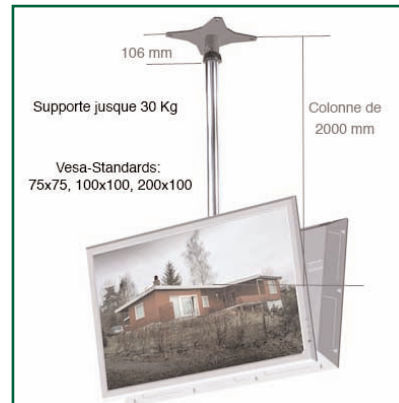 106 mm
Supporte jusque 30 Kg
Colonne de
2000 mm
Vesa-Standards:
75x75, 100x100, 200x100